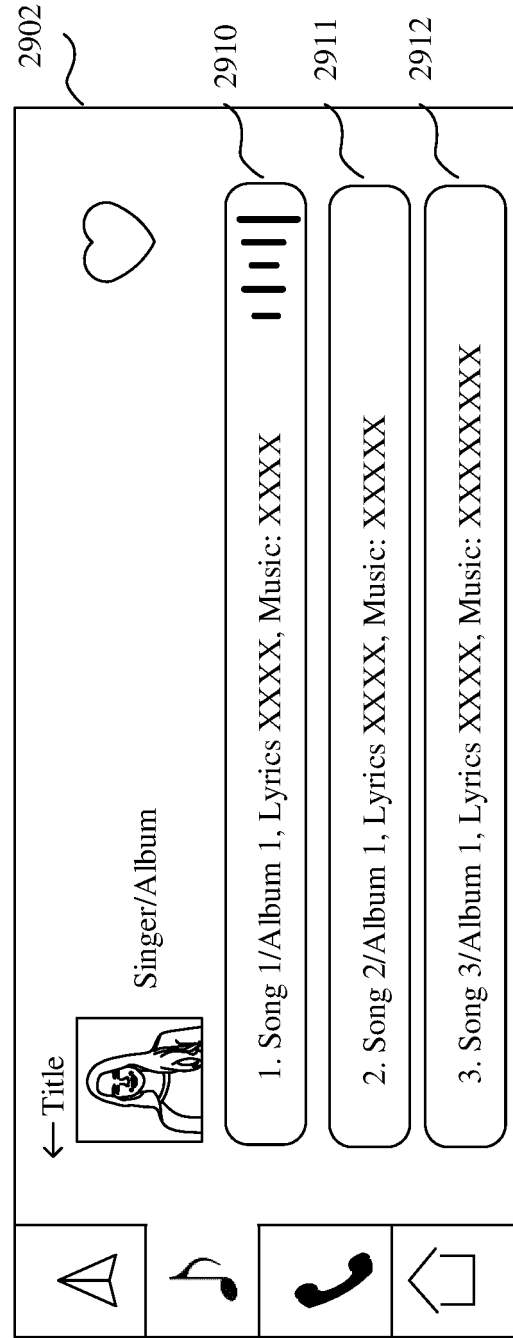 2902
←Title
Singer/Album
1. Song 1/Album 1, Lyrics XXXX, Music: XXXX
2910
2. Song 2/Album 1, Lyrics XXXX, Music: XXXXX
2911
3. Song 3/Album 1, Lyrics XXXX, Music: XXXXXXXXX
2912